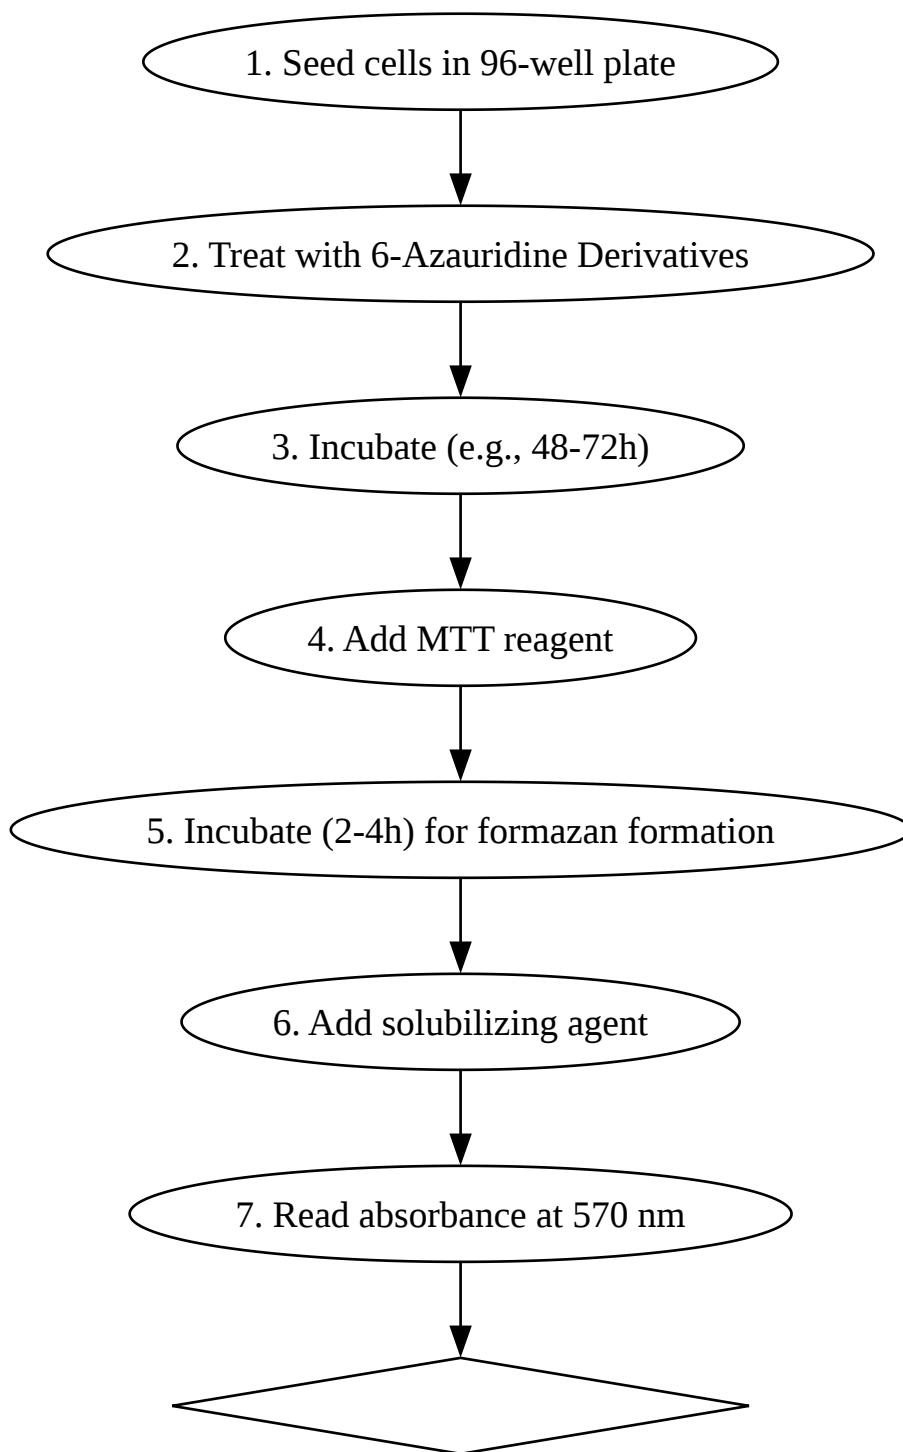 1. Seed cells in 96-well plate
2. Treat with 6-Azauridine Derivatives
3. Incubate (e.g., 48-72h)
4. Add MTT reagent
5. Incubate (2-4h) for formazan formation
6. Add solubilizing agent
7. Read absorbance at 570 nm